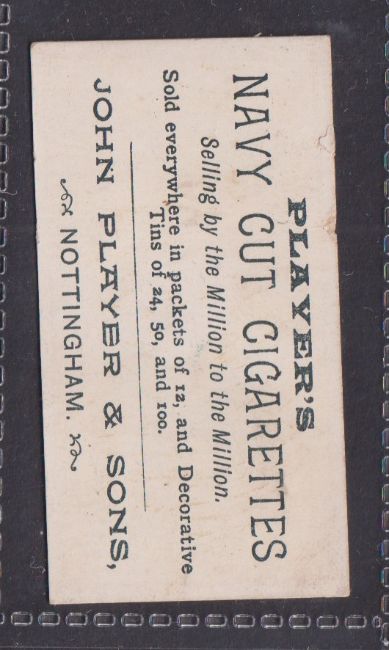 PLAYER'S
NAVY CUT CIGARETTES
Selling by the Million to the Million.
Sold everywhere in packets of 12, and Decorative
Tins of 24, 50, and 100.
JOHN PLAYER & SONS,
NOTTINGHAM.